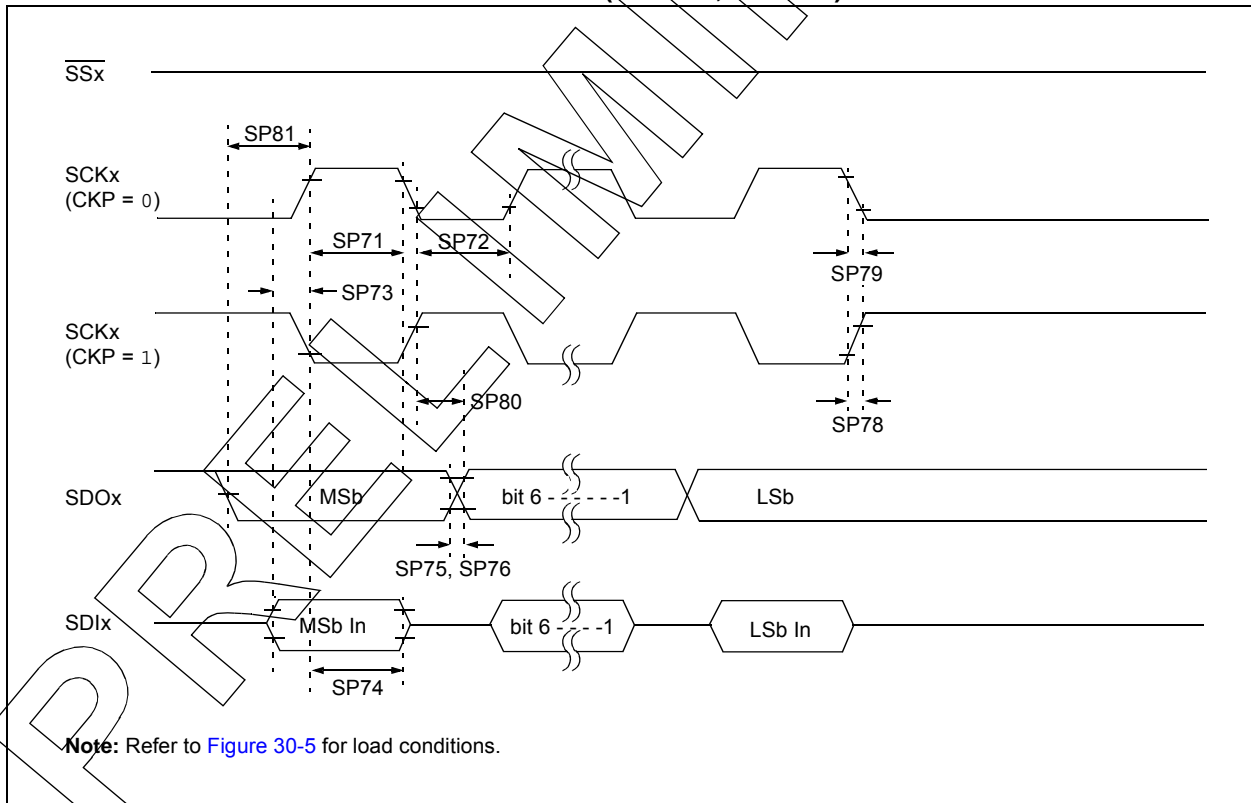 SSx
SP81
SCKx
(CKP = 0)
SP71
SP72
SP79
SP73
SCKx
(CKP = 1)
SP80
SP78
SDOx
MSb
bit 6 - - - - - -1
LSb
SP75, SP76
SDIx
MSb In
bit 6 - - - -1
LSb In
SP74
Note: Refer to Figure 30-5 for load conditions.